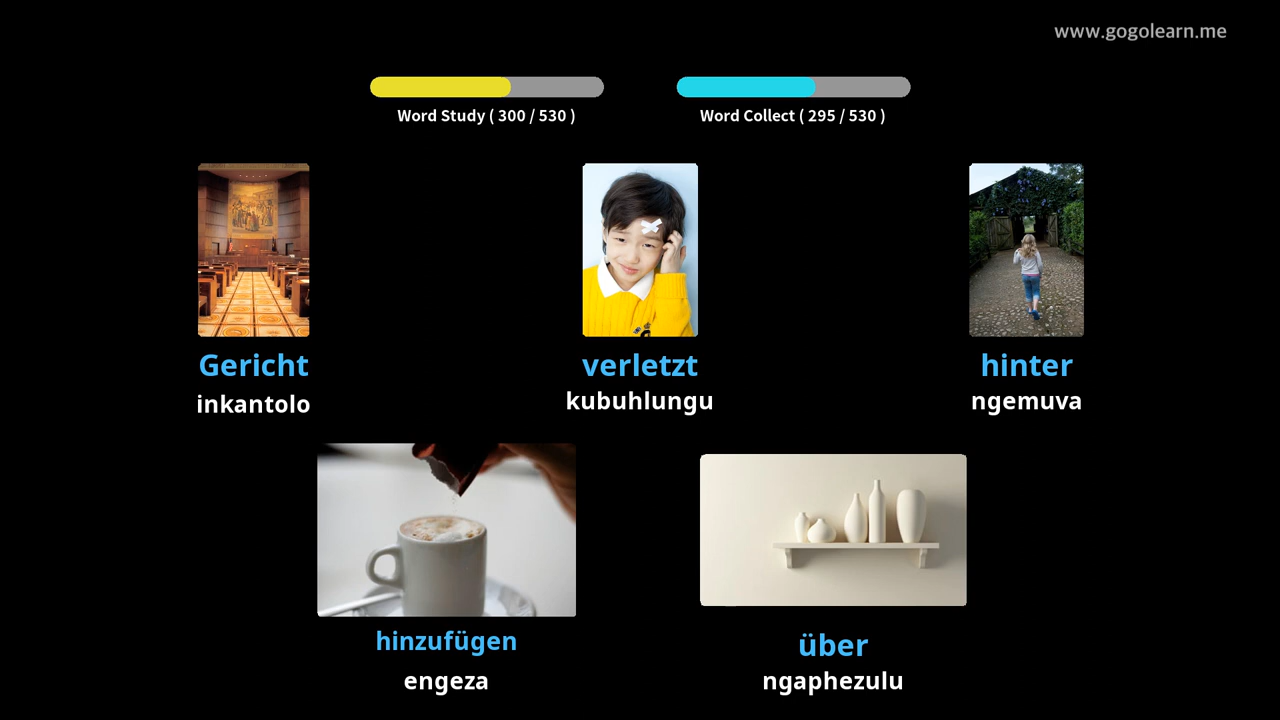 www.gogolearn.me
Word Study ( 300 / 530 )
Word Collect ( 295 / 530 )
Gericht
inkantolo
verletzt
kubuhlungu
hinter
ngemuva
hinzufügen
engeza
über
ngaphezulu